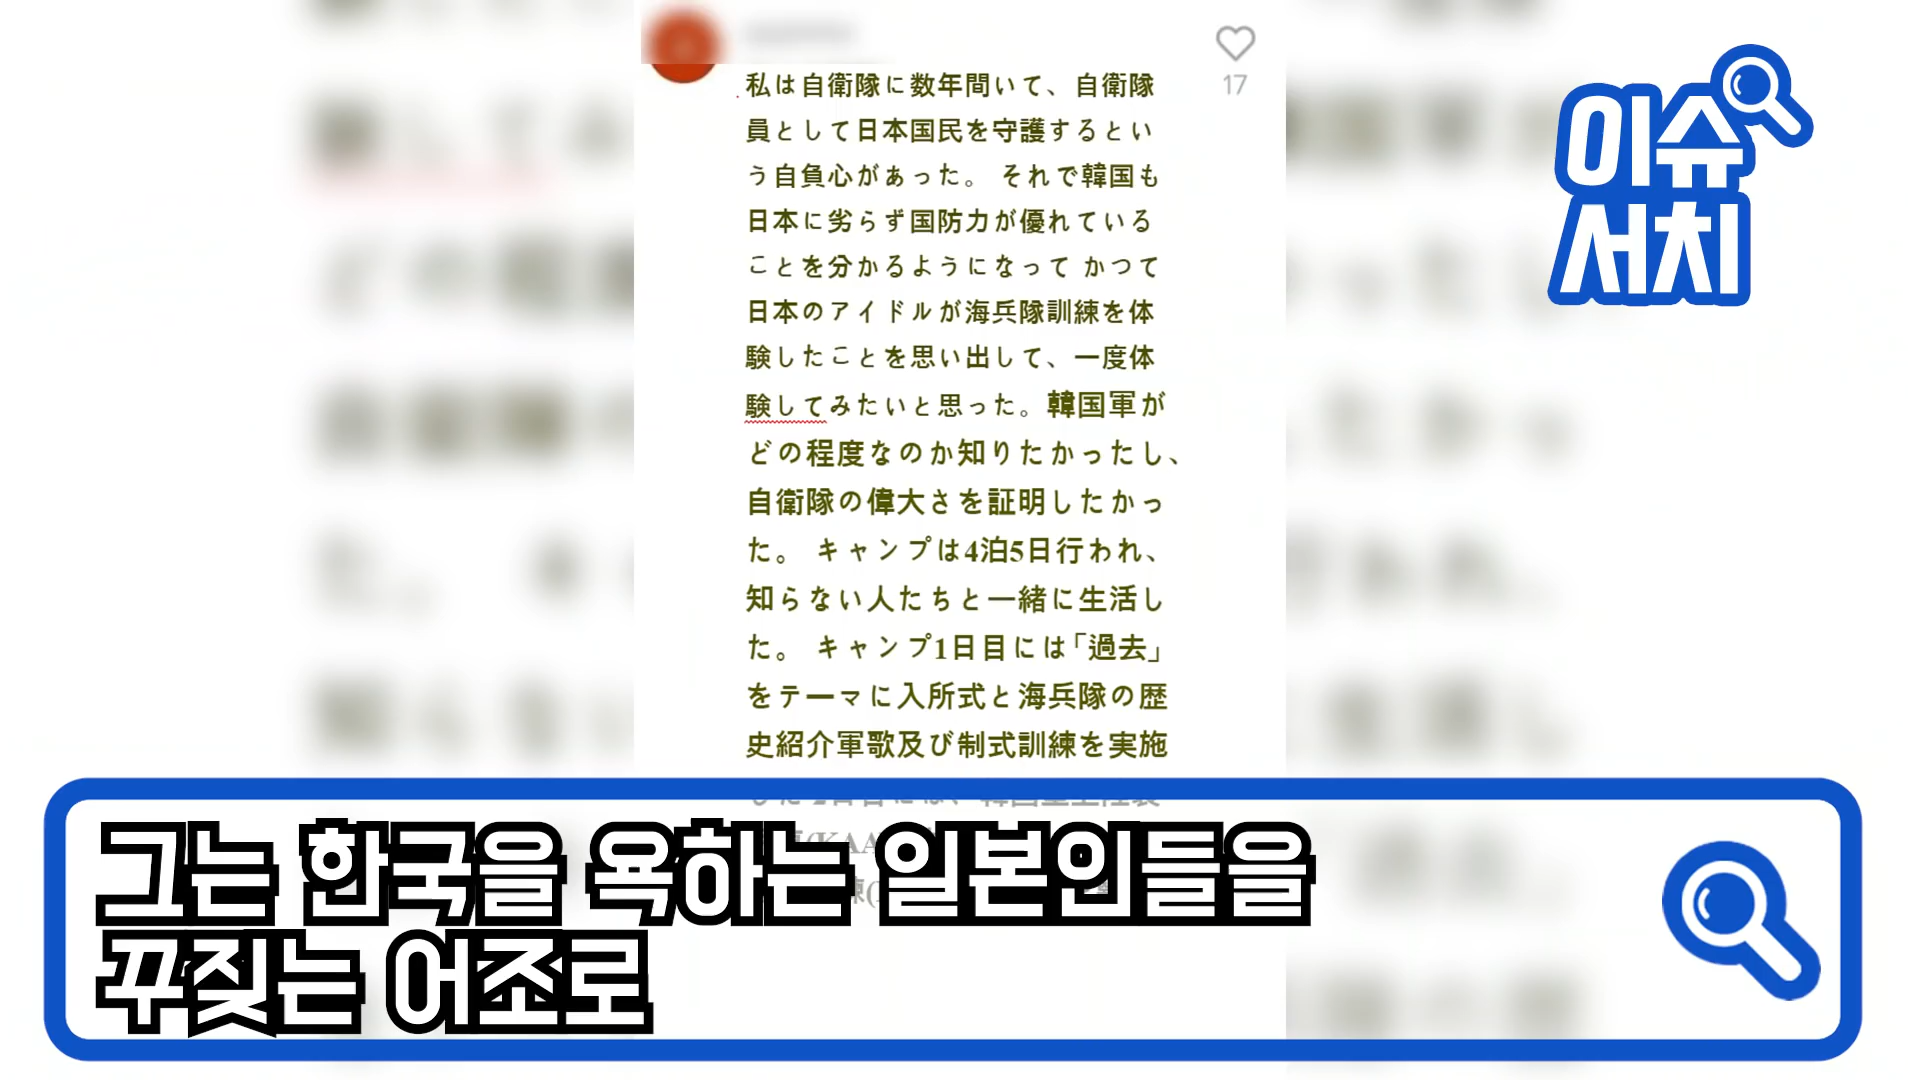 私は自衛隊に数年間いて、自衛隊
員として日本国民を守護するとい
う自負心があった。 それで韓国も
日本に劣らず国防力が優れている
ことを分かるようになって かつて
日本のアイドルが海兵隊訓練を体
験したことを思い出して、一度体
験してみたいと思った。韓国軍が
どの程度なのか知りたかったし、
自衛隊の偉大さを証明したかっ
た。 キャンプは4泊5日行われ、
知らない人たちと一緒に生活し
た。 キャンプ1日目には「過去」
をテーマに入所式と海兵隊の歴
史紹介軍歌及び制式訓練を実施
17
이슈
서치
그는 한국을 욕하는 일본인들을
꾸짖는 어조로